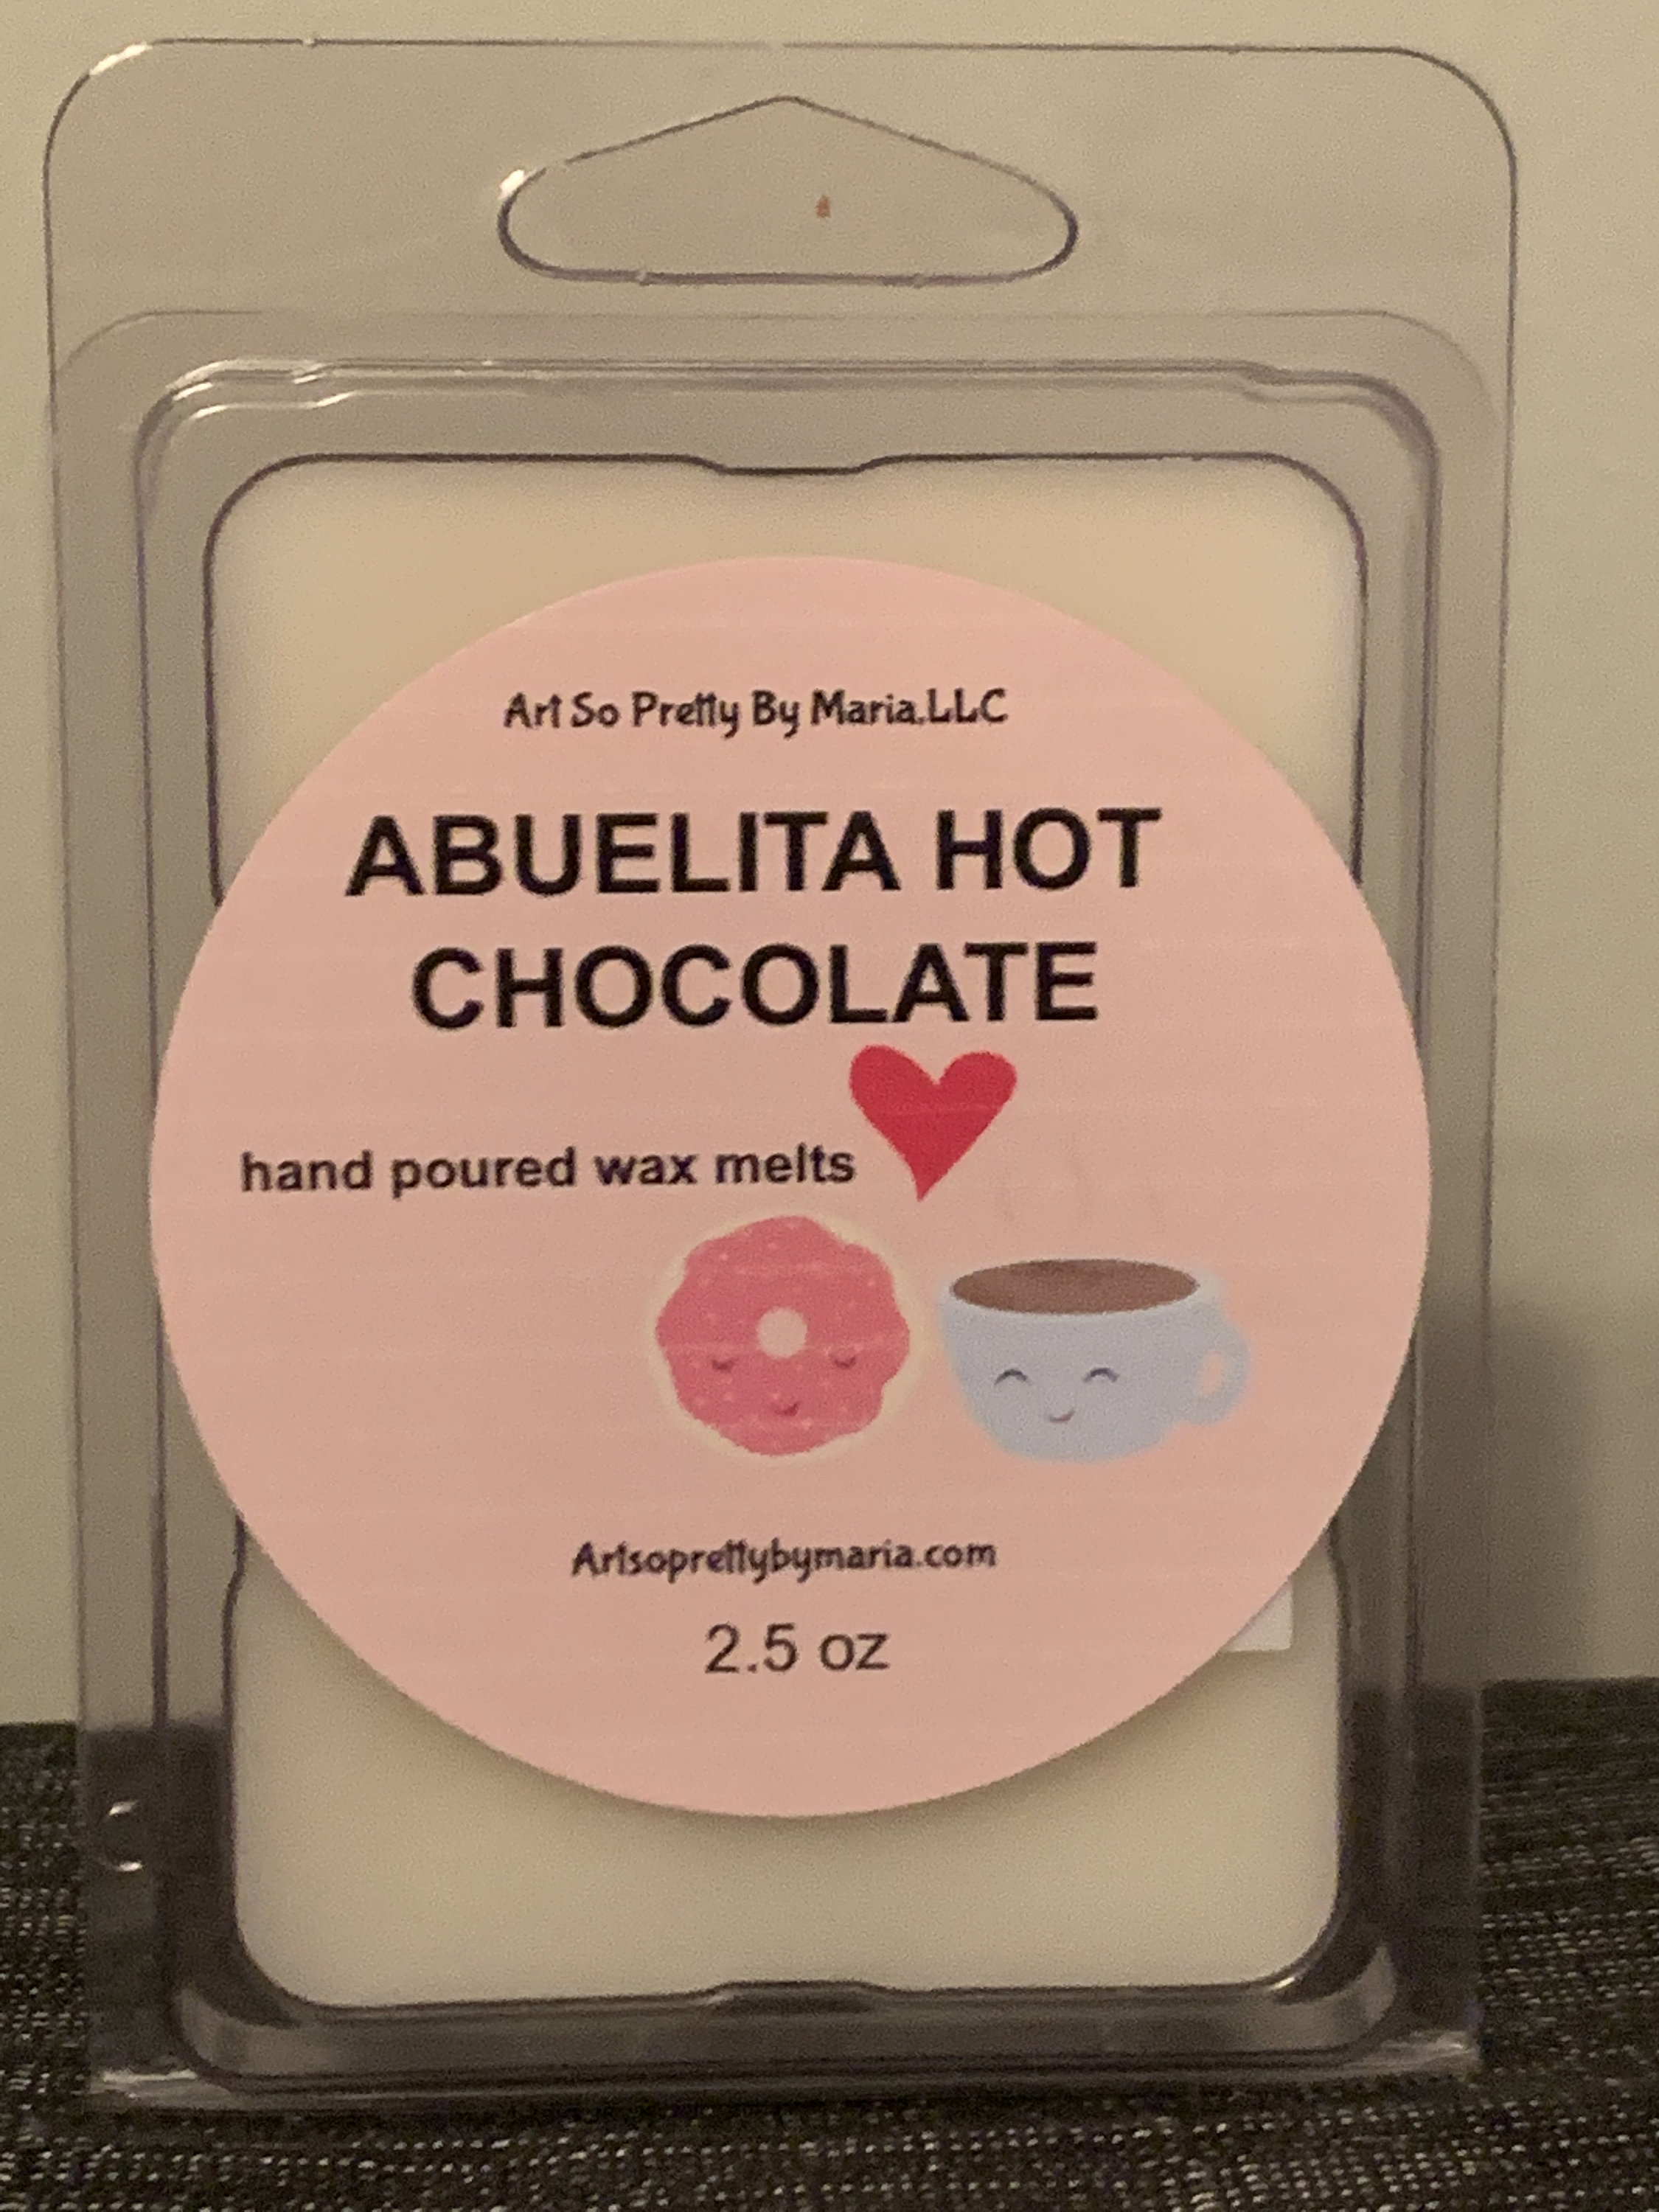 Art So Pretty By Maria.LLC
ABUELITA HOT
CHOCOLATE
hand poured wax melts
Artsoprettybymaria.com
2.5 oz